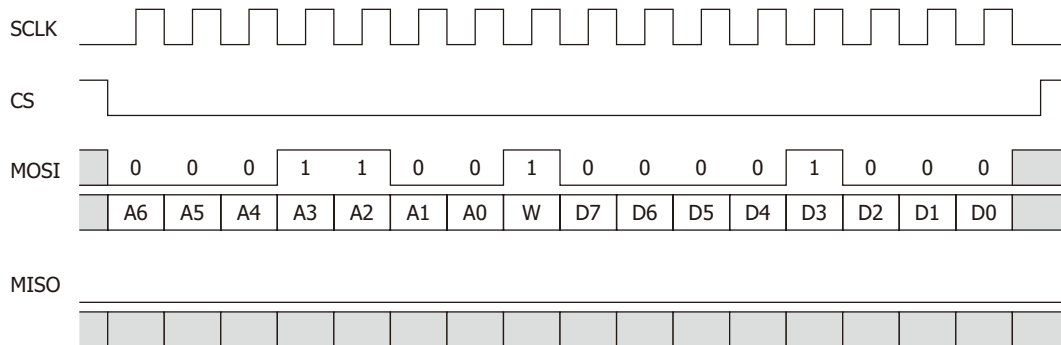 SCLK
CS
MOSI 0 0 0 1 1 0 0 1 0 0 0 0 1 0 0 0
A6 A5 A4 A3 A2 A1 A0 W D7 D6 D5 D4 D3 D2 D1 D0
MISO